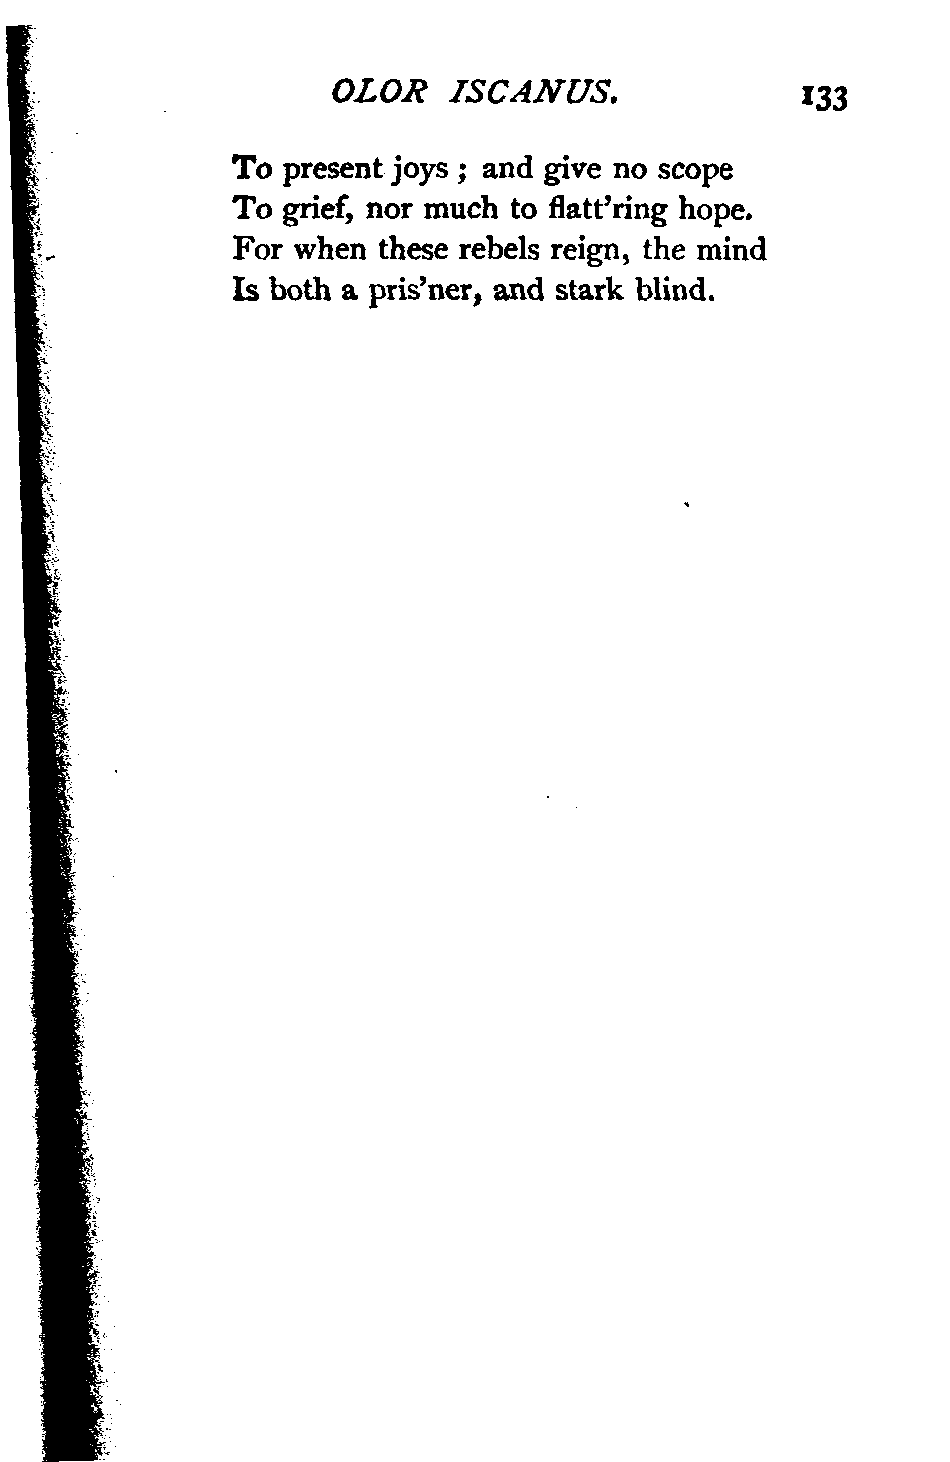 OLOR ISCANUS. 133
To present joys ; and give no scope
To grief, nor much to flatt'ring hope.
For when these rebels reign, the mind
Is both a pris'ner, and stark blind.